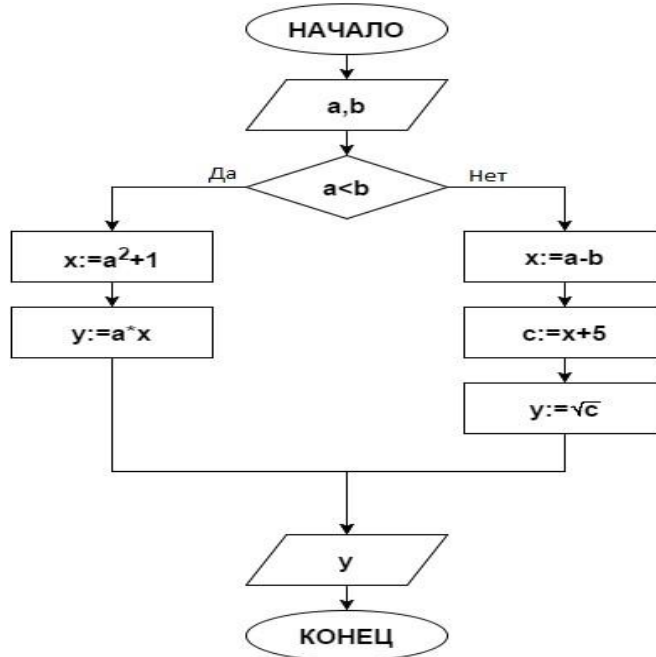 НАЧАЛО
a,b
a<b
Да
Нет
x:=a²+1
y:=a*x
x:=a-b
c:=x+5
y:=√c
y
КОНЕЦ